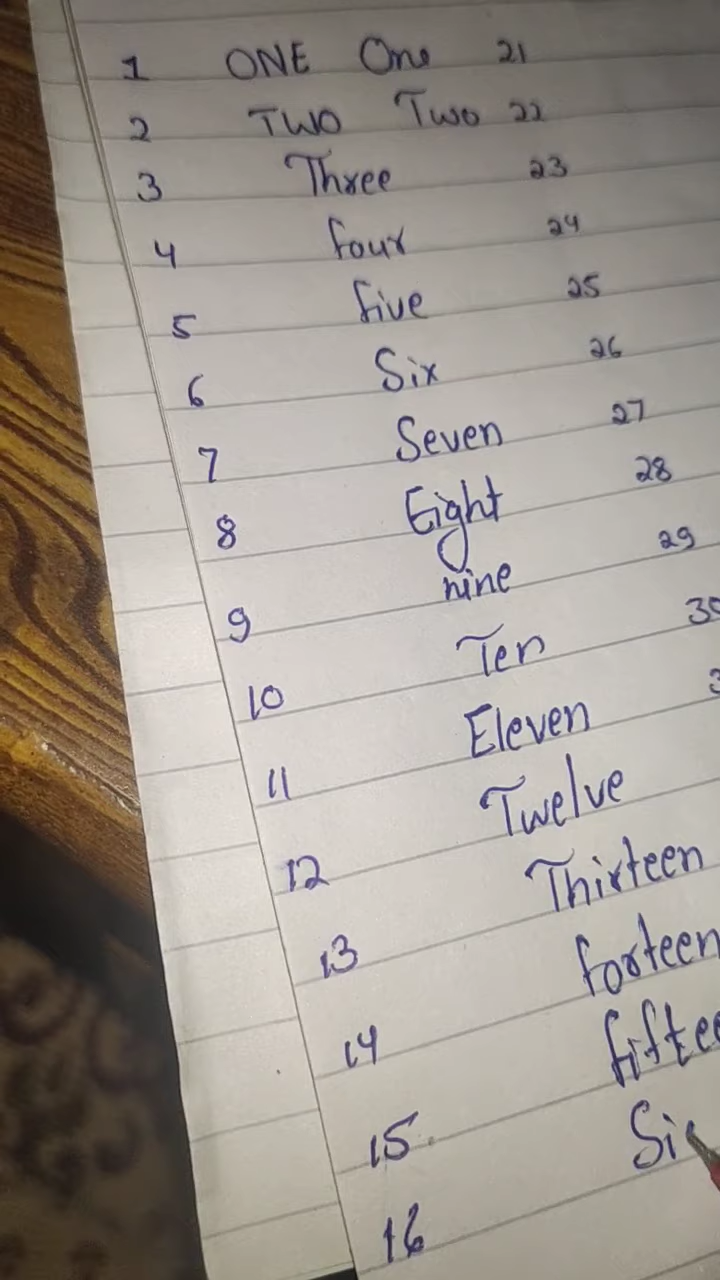 1 ONE One 21
2 TWO Two 22
3 Three 23
4 four 24
5 five 25
6 Six 26
7 Seven 27
8 Eight 28
9 nine 29
10 Ten
11 Eleven
12 Twelve
13 Thirteen
14 forteen
15
16